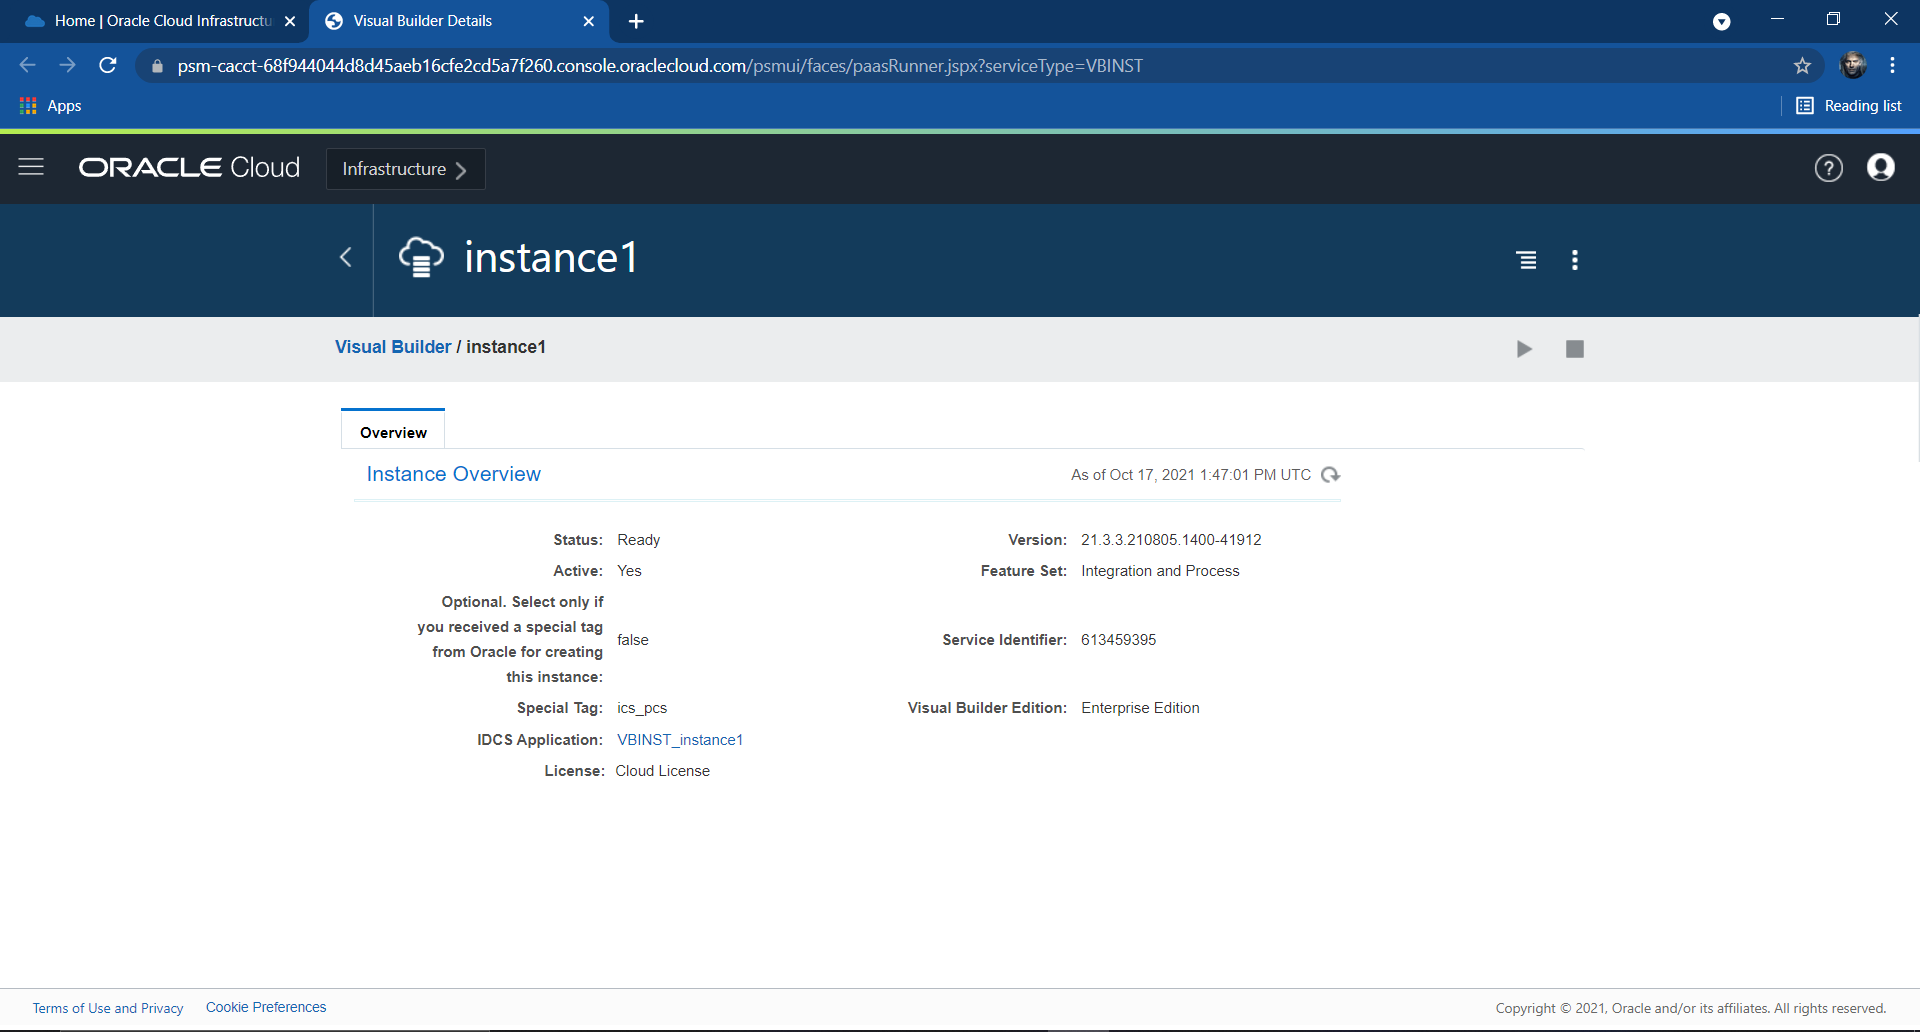 Home | Oracle Cloud Infrastructu
Visual Builder Details
psm-cacct-68f944044d8d45aeb16cfe2cd5a7f260.console.oraclecloud.com/psmui/faces/paasRunner.jspx?serviceType=VBINST
Apps
Reading list
ORACLE Cloud
Infrastructure
?
instance1
Visual Builder / instance1
Overview
Instance Overview
As of Oct 17, 2021 1:47:01 PM UTC
Status: Ready
Version: 21.3.3.210805.1400-41912
Active: Yes
Feature Set: Integration and Process
Optional. Select only if
you received a special tag
from Oracle for creating
this instance:
false
Service Identifier: 613459395
Special Tag: ics_pcs
Visual Builder Edition: Enterprise Edition
IDCS Application: VBINST_instance1
License: Cloud License
Terms of Use and Privacy
Cookie Preferences
Copyright © 2021, Oracle and/or its affiliates. All rights reserved.